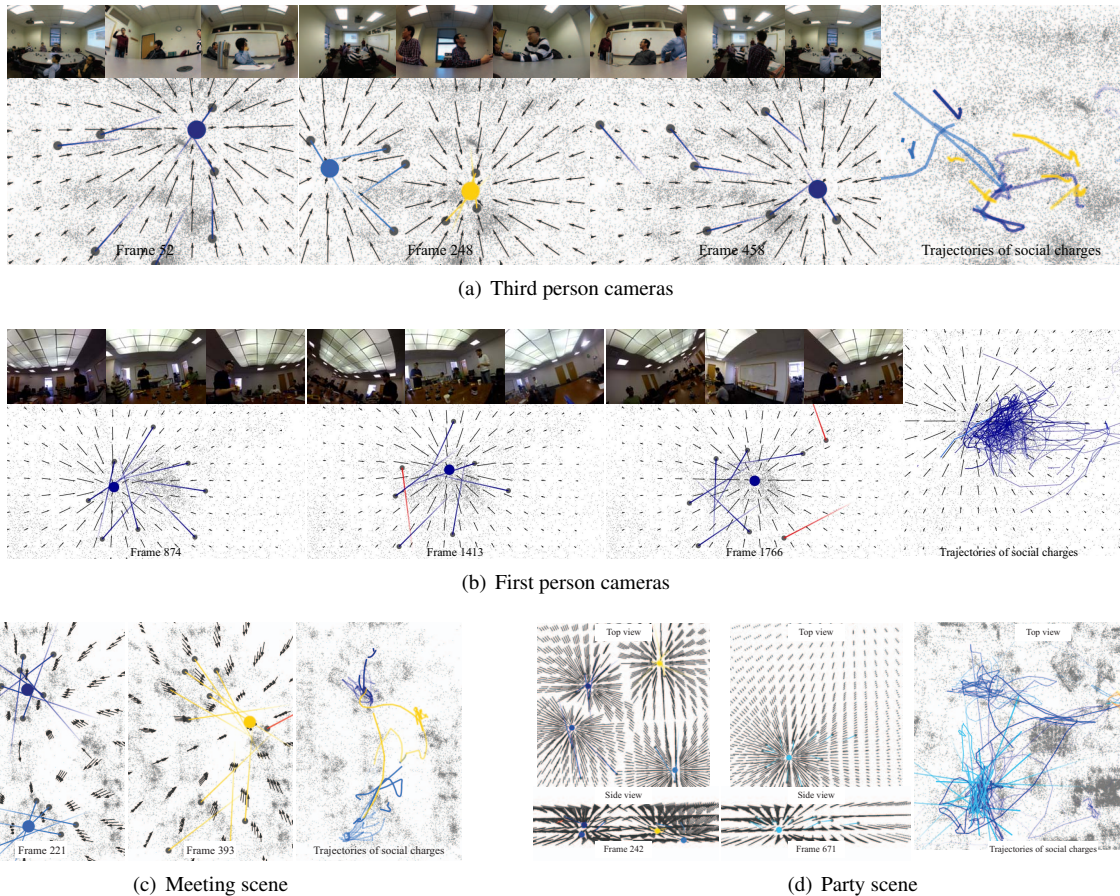 Frame 52
Frame 248
Frame 458
Trajectories of social charges
(a) Third person cameras
Frame 874
Frame 1413
Frame 1766
Trajectories of social charges
(b) First person cameras
Top view
Top view
Top view
Side view
Side view
Frame 221
Frame 393
Trajectories of social charges
Frame 242
Frame 671
Trajectories of social charges
(c) Meeting scene
(d) Party scene